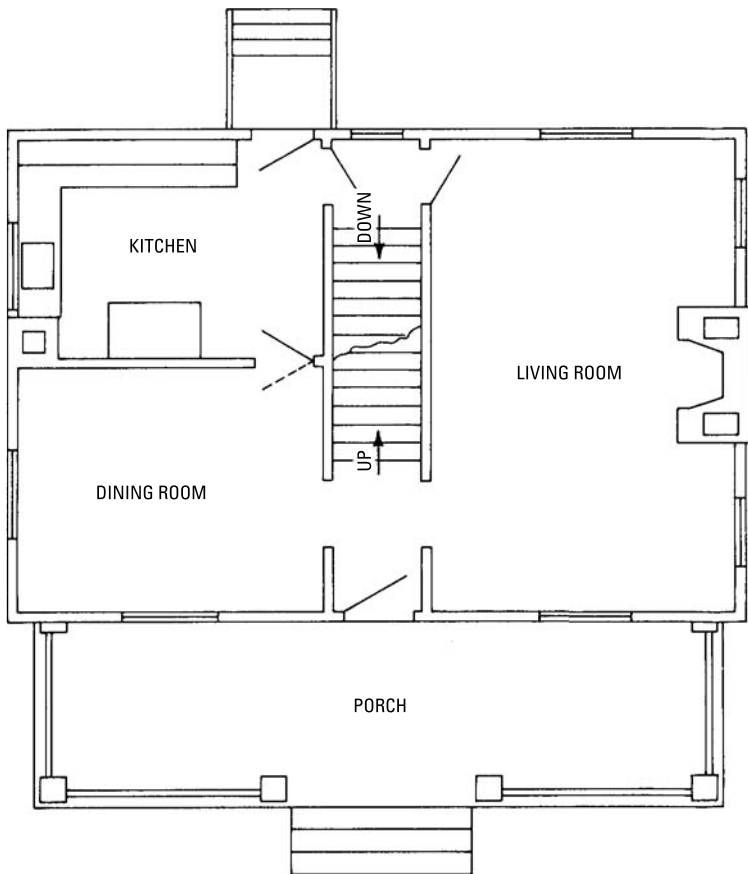 DOWN
KITCHEN
LIVING ROOM
UP
DINING ROOM
PORCH